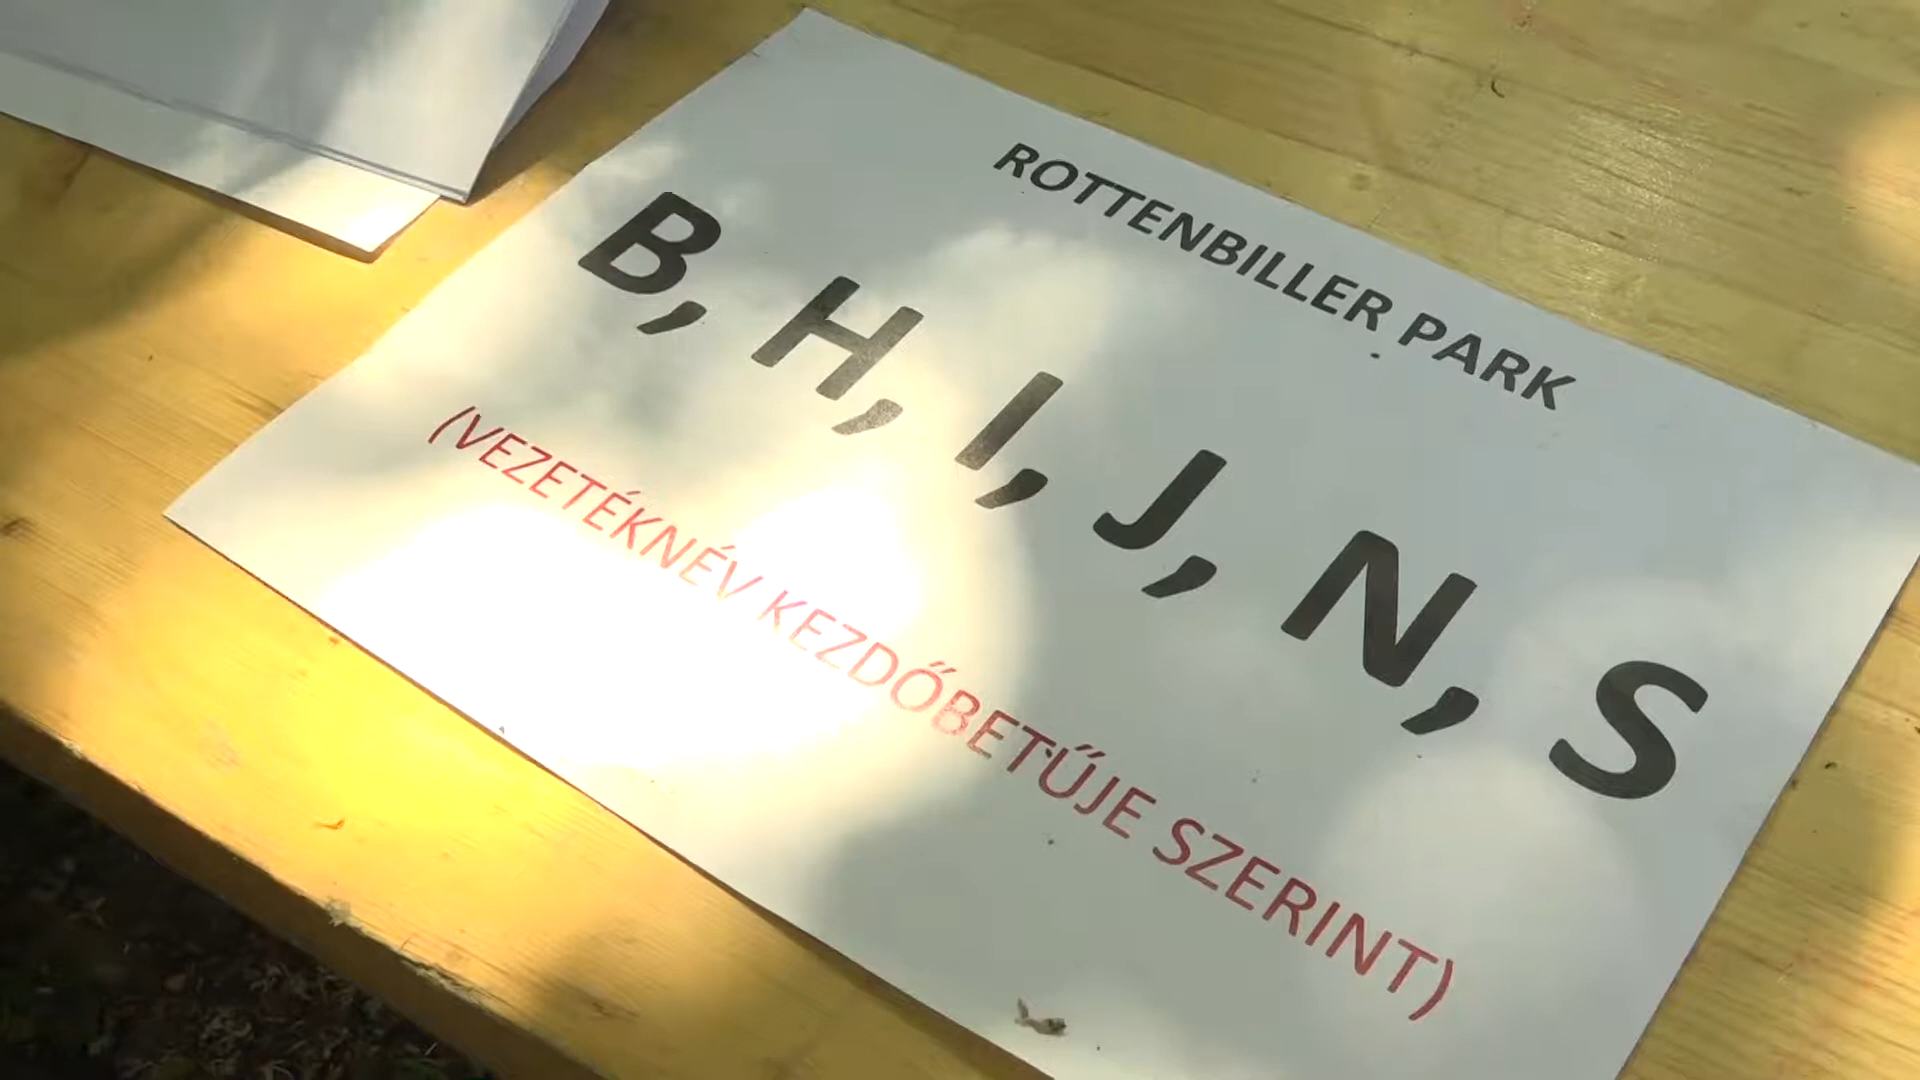 ROTTENBILLER PARK
B, H, I, J, N, S
(VEZETÉKNÉV KEZDŐBETŰJE SZERINT)